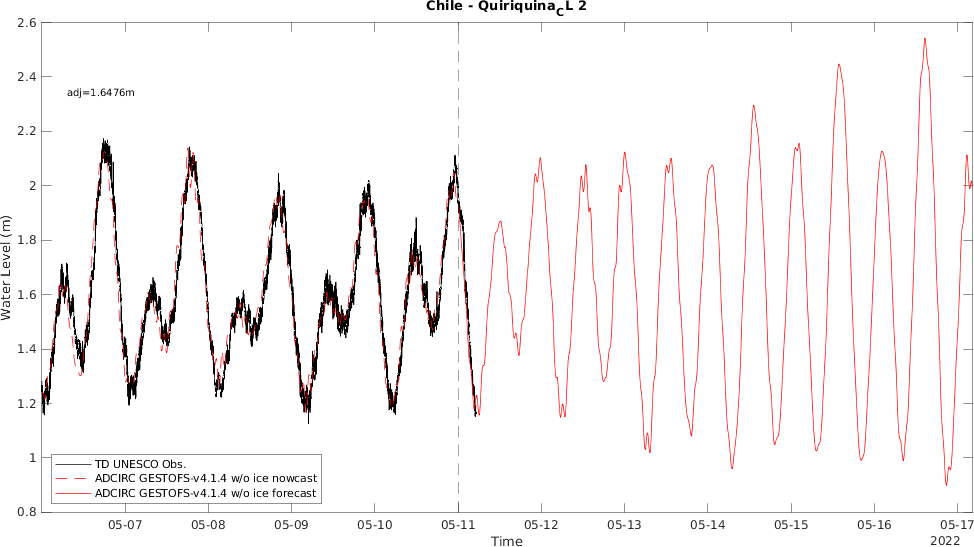 Chile - Quiriquina_CL 2
adj=1.6476m
Water Level (m)
2.6
2.4
2.2
2
1.8
1.6
1.4
1.2
1
0.8
TD UNESCO Obs.
ADCIRC GESTOFS-v4.1.4 w/o ice nowcast
ADCIRC GESTOFS-v4.1.4 w/o ice forecast
05-07 05-08 05-09 05-10 05-11 05-12 05-13 05-14 05-15 05-16 05-17
Time
2022